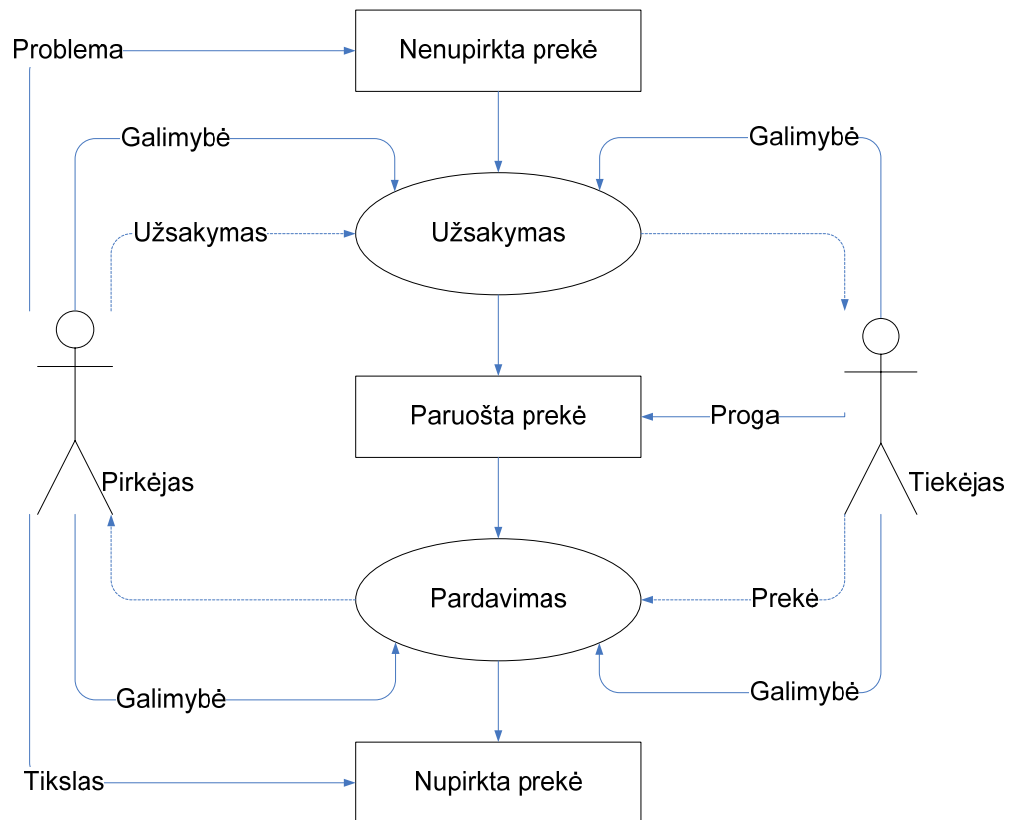 Problema
Nenupirkta prekė
Galimybė
Galimybė
Užsakymas
Užsakymas
Paruošta prekė
Proga
Pirkėjas
Tiekėjas
Pardavimas
Prekė
Galimybė
Galimybė
Tikslas
Nupirkta prekė